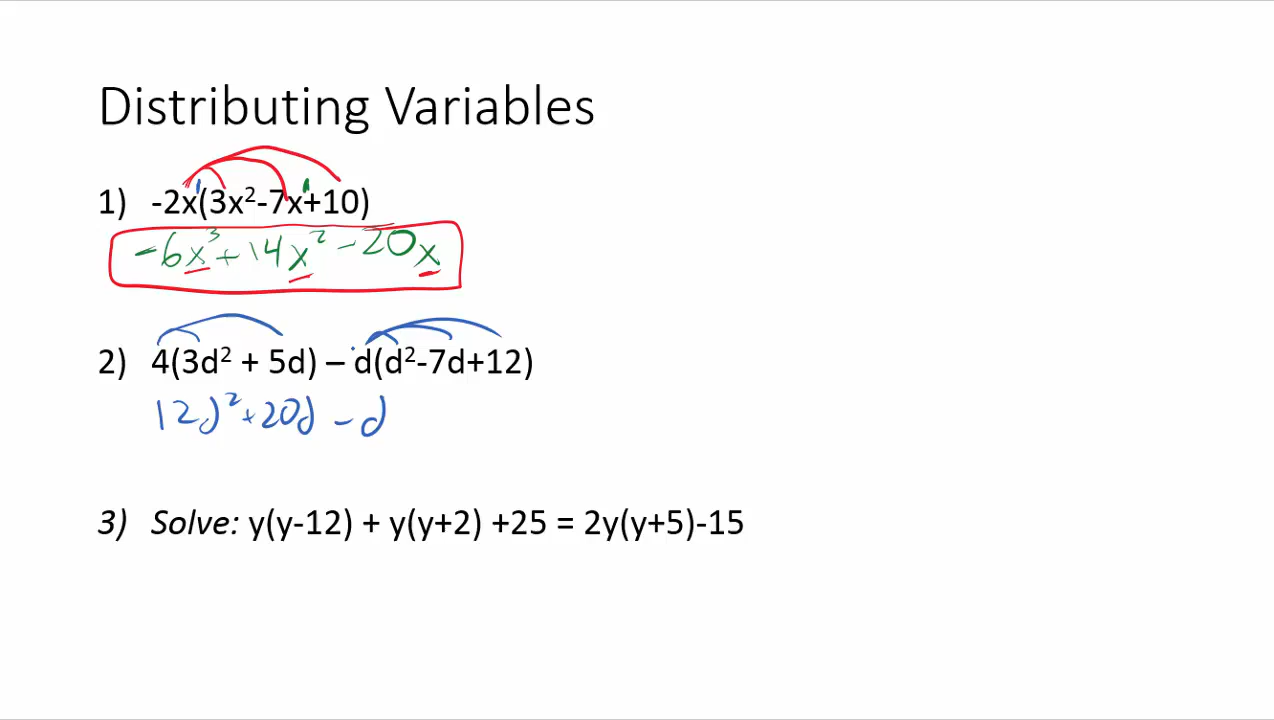 Distributing Variables
1) -2x(3x²-7x+10)
-6x³+14x²-20x
2) 4(3d² + 5d) – d(d²-7d+12)
12d²+20d -d
3) Solve: y(y-12) + y(y+2) +25 = 2y(y+5)-15